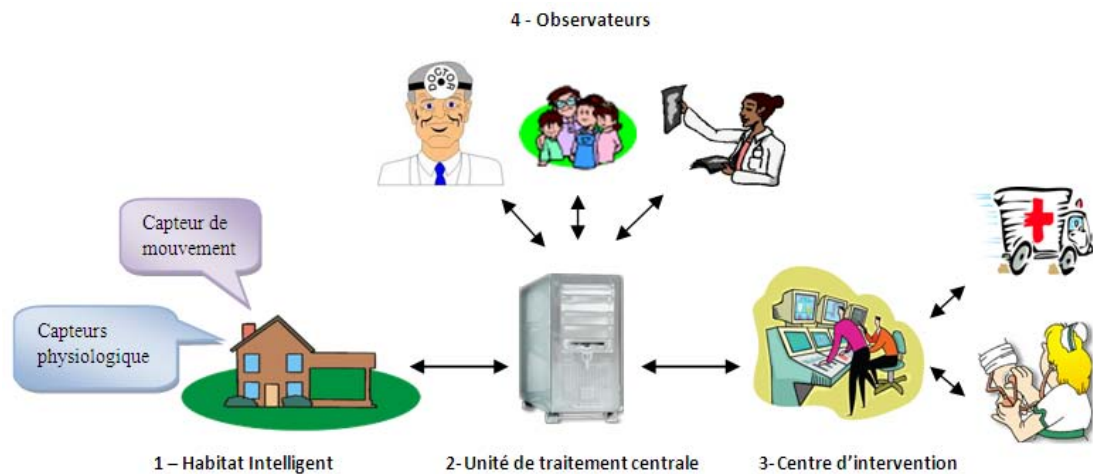 4 - Observateurs
DOCTOR
Capteur de
mouvement
Capteurs
physiologique
1 – Habitat Intelligent
2- Unité de traitement centrale
3- Centre d'intervention